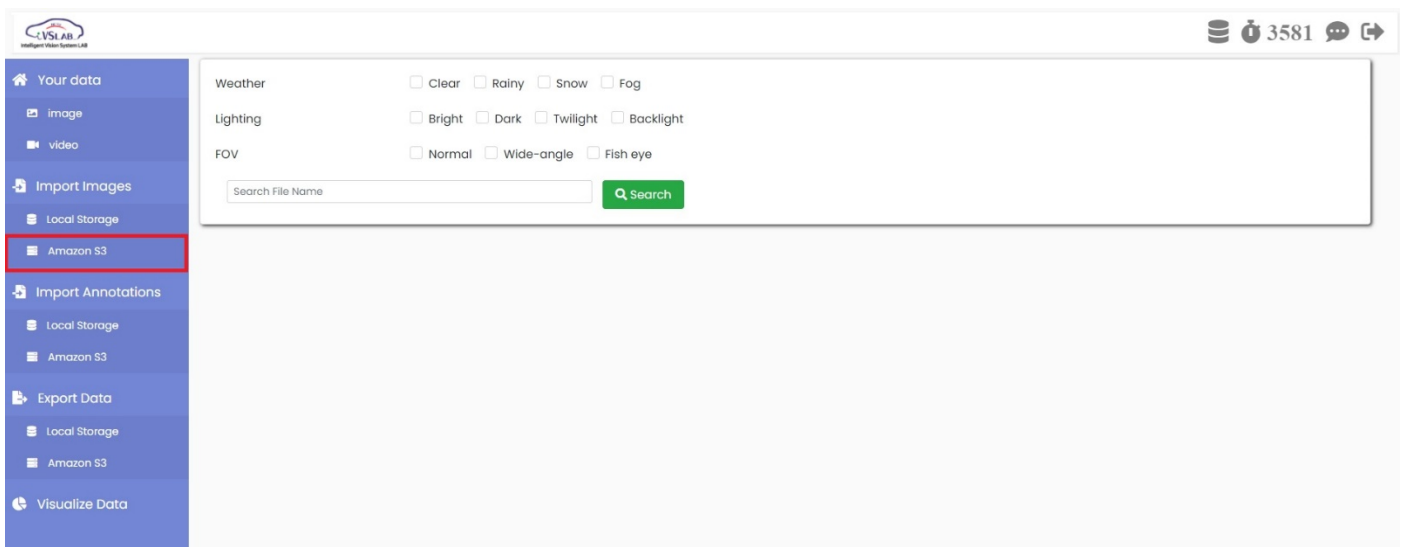 iVSLAB
Intelligent Vision System LAB
3581
Your data
image
video
Import Images
Local Storage
Amazon S3
Import Annotations
Local Storage
Amazon S3
Export Data
Local Storage
Amazon S3
Visualize Data
Weather Clear Rainy Snow Fog
Lighting Bright Dark Twilight Backlight
FOV Normal Wide-angle Fish eye
Search File Name Search